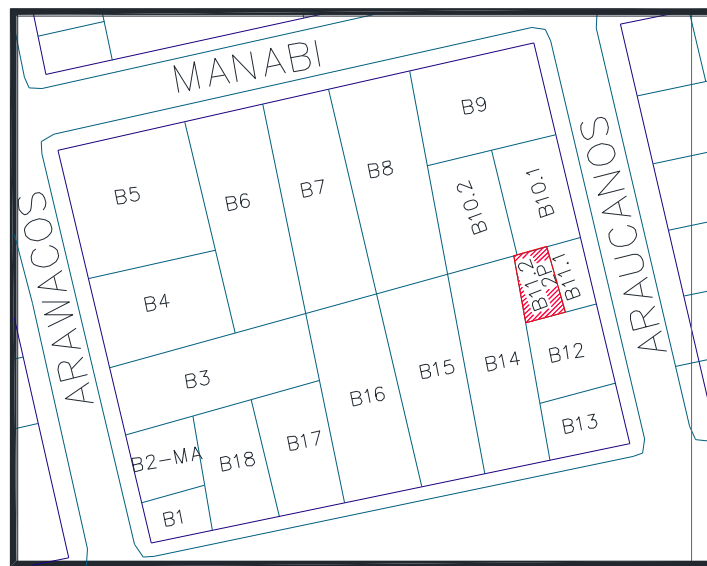 MANABI
ARAWACOS
ARAUCANOS
B5
B6
B7
B8
B9
B10.2
B10.1
B4
B11.2
2P
B11.1
B3
B16
B15
B14
B12
B2-MA
B18
B17
B13
B1